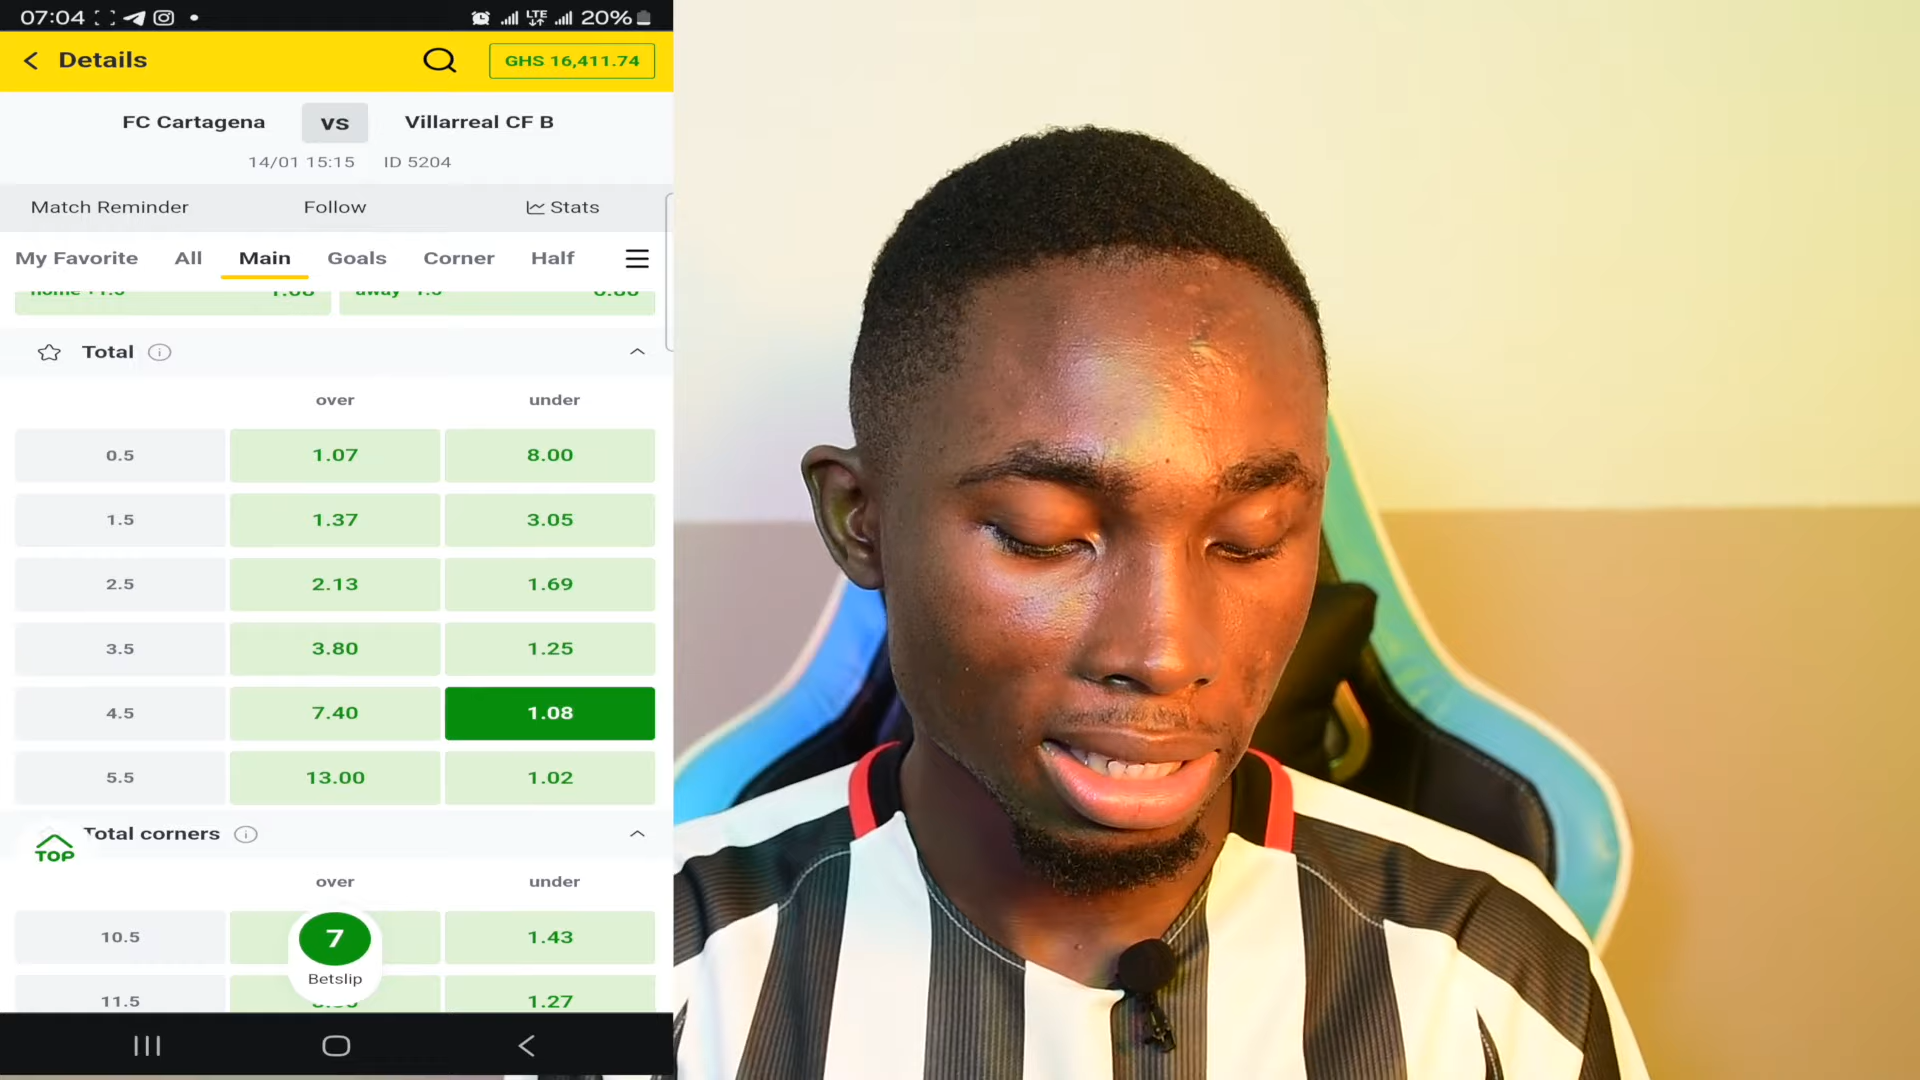 07:04 LTE 20%
Details GHS 16,411.74
FC Cartagena vs Villarreal CF B
14/01 15:15 ID 5204
Match Reminder Follow Stats
My Favorite All Main Goals Corner Half
Total
over under
0.5 1.07 8.00
1.5 1.37 3.05
2.5 2.13 1.69
3.5 3.80 1.25
4.5 7.40 1.08
5.5 13.00 1.02
Total corners
TOP
over under
10.5 1.43
7
Betslip
11.5 1.27